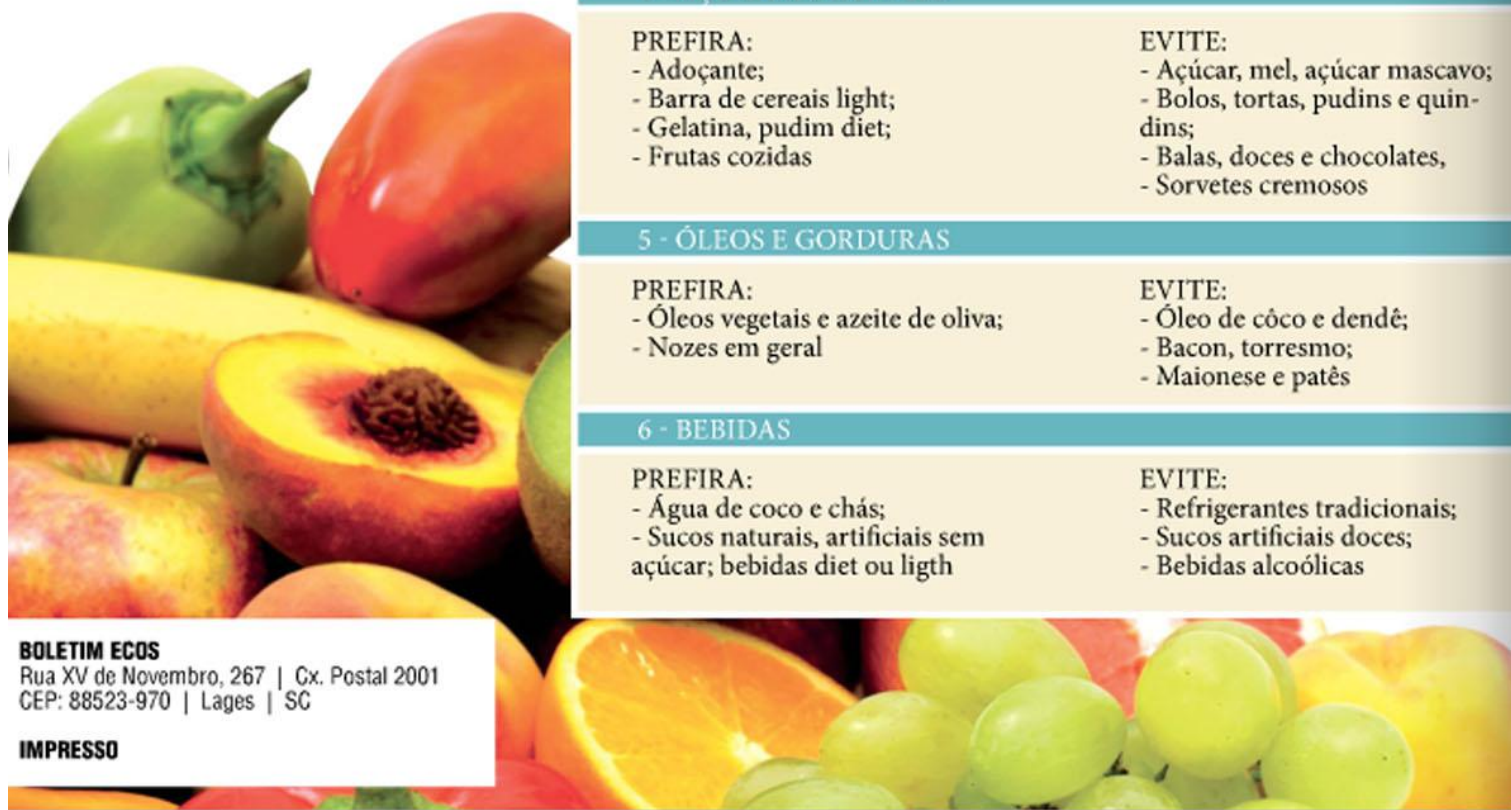 PREFIRA:
- Adoçante;
- Barra de cereais light;
- Gelatina, pudim diet;
- Frutas cozidas
EVITE:
- Açúcar, mel, açúcar mascavo;
- Bolos, tortas, pudins e quin-
dins;
- Balas, doces e chocolates,
- Sorvetes cremosos
5 - ÓLEOS E GORDURAS
PREFIRA:
- Óleos vegetais e azeite de oliva;
- Nozes em geral
EVITE:
- Óleo de côco e dendê;
- Bacon, torresmo;
- Maionese e patês
6 - BEBIDAS
PREFIRA:
- Água de coco e chás;
- Sucos naturais, artificiais sem
açúcar; bebidas diet ou ligth
EVITE:
- Refrigerantes tradicionais;
- Sucos artificiais doces;
- Bebidas alcoólicas
BOLETIM ECOS
Rua XV de Novembro, 267 | Cx. Postal 2001
CEP: 88523-970 | Lages | SC
IMPRESSO